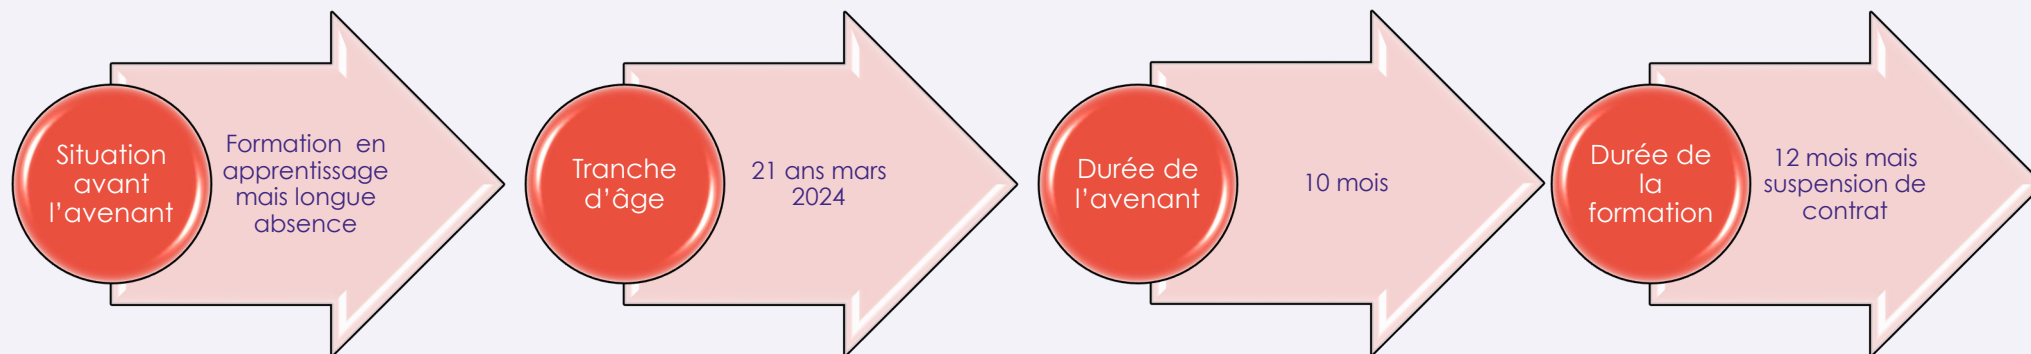 Situation
avant
l'avenant
Formation en
apprentissage
mais longue
absence
Tranche
d'âge
21 ans mars
2024
Durée de
l'avenant
10 mois
Durée de
la
formation
12 mois mais
suspension de
contrat